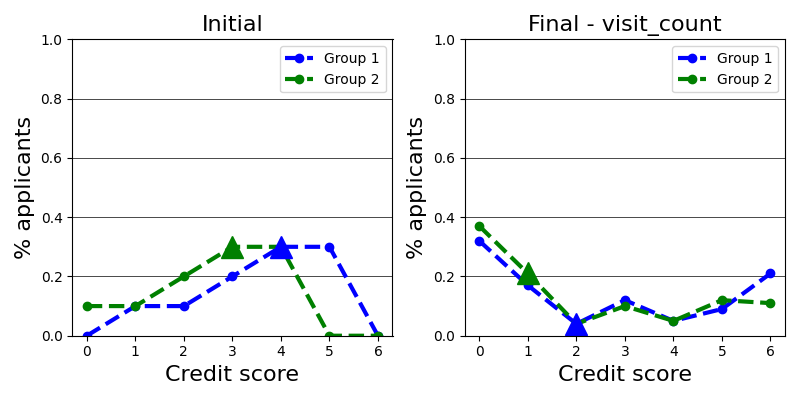 Initial
% applicants
1.0
0.8
0.6
0.4
0.2
0.0
Group 1
Group 2
0 1 2 3 4 5 6
Credit score
Final - visit_count
% applicants
1.0
0.8
0.6
0.4
0.2
0.0
Group 1
Group 2
0 1 2 3 4 5 6
Credit score